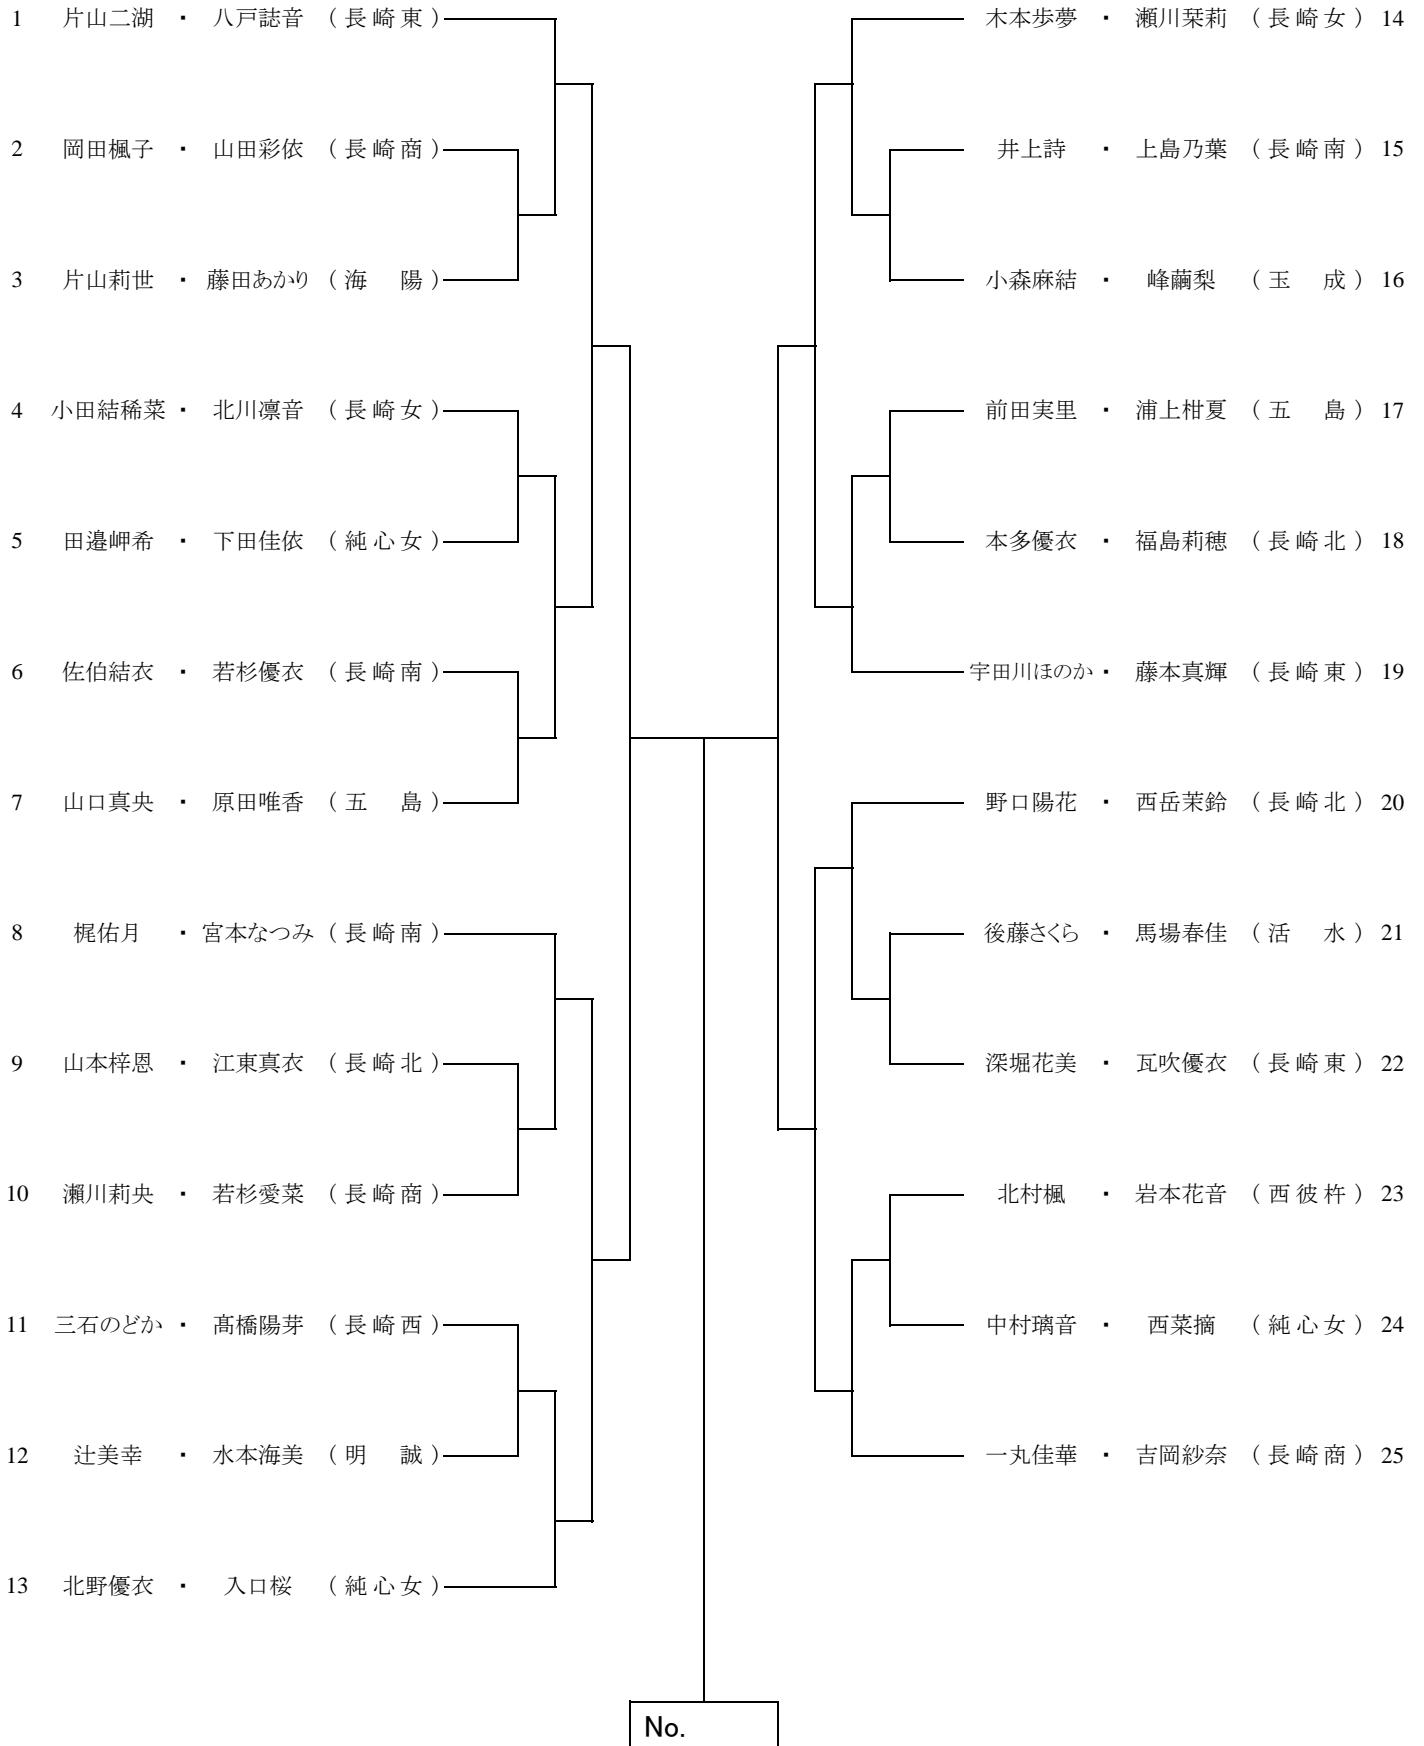 1 片山二湖 ・ 八戸誌音 （長崎東）
2 岡田楓子 ・ 山田彩依 （長崎商）
3 片山莉世 ・ 藤田あかり （海　陽）
4 小田結稀菜 ・ 北川凛音 （長崎女）
5 田邉岬希 ・ 下田佳依 （純心女）
6 佐伯結衣 ・ 若杉優衣 （長崎南）
7 山口真央 ・ 原田唯香 （五　島）
8 梶佑月 ・ 宮本なつみ （長崎南）
9 山本梓恩 ・ 江東真衣 （長崎北）
10 瀬川莉央 ・ 若杉愛菜 （長崎商）
11 三石のどか ・ 髙橋陽芽 （長崎西）
12 辻美幸 ・ 水本海美 （明　誠）
13 北野優衣 ・ 入口桜 （純心女）
木本歩夢 ・ 瀬川栞莉 （長崎女） 14
井上詩 ・ 上島乃葉 （長崎南） 15
小森麻結 ・ 峰繭梨 （玉　成） 16
前田実里 ・ 浦上柑夏 （五　島） 17
本多優衣 ・ 福島莉穂 （長崎北） 18
宇田川ほのか ・ 藤本真輝 （長崎東） 19
野口陽花 ・ 西岳茉鈴 （長崎北） 20
後藤さくら ・ 馬場春佳 （活　水） 21
深堀花美 ・ 瓦吹優衣 （長崎東） 22
北村楓 ・ 岩本花音 （西彼杵） 23
中村璃音 ・ 西菜摘 （純心女） 24
一丸佳華 ・ 吉岡紗奈 （長崎商） 25
No.